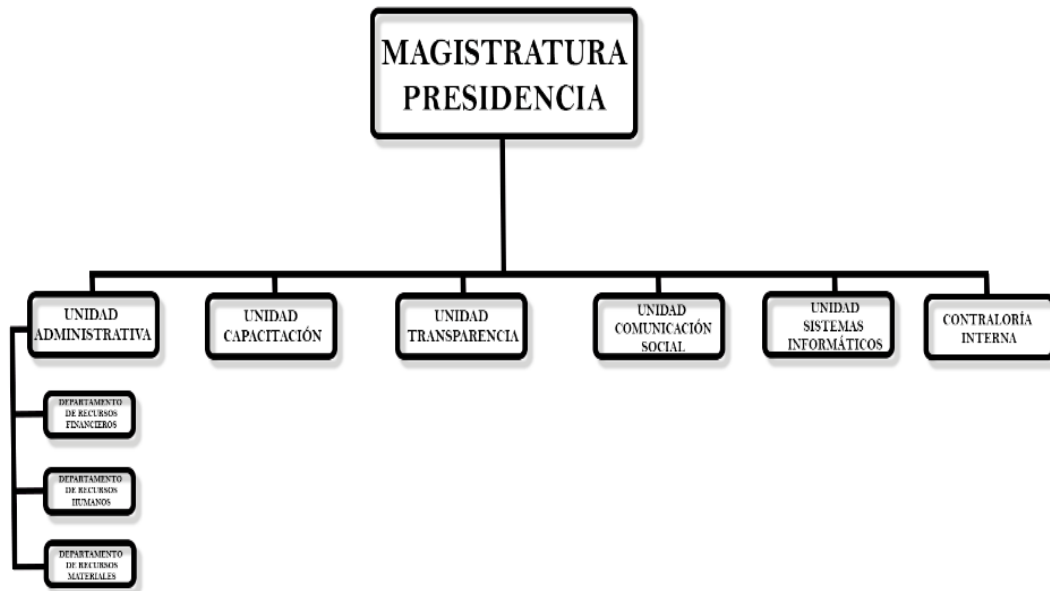 MAGISTRATURA
PRESIDENCIA
UNIDAD
ADMINISTRATIVA
UNIDAD
CAPACITACIÓN
UNIDAD
TRANSPARENCIA
UNIDAD
COMUNICACIÓN
SOCIAL
UNIDAD
SISTEMAS
INFORMÁTICOS
CONTRALORÍA
INTERNA
DEPARTAMENTO
DE RECURSOS
FINANCIEROS
DEPARTAMENTO
DE RECURSOS
HUMANOS
DEPARTAMENTO
DE RECURSOS
MATERIALES